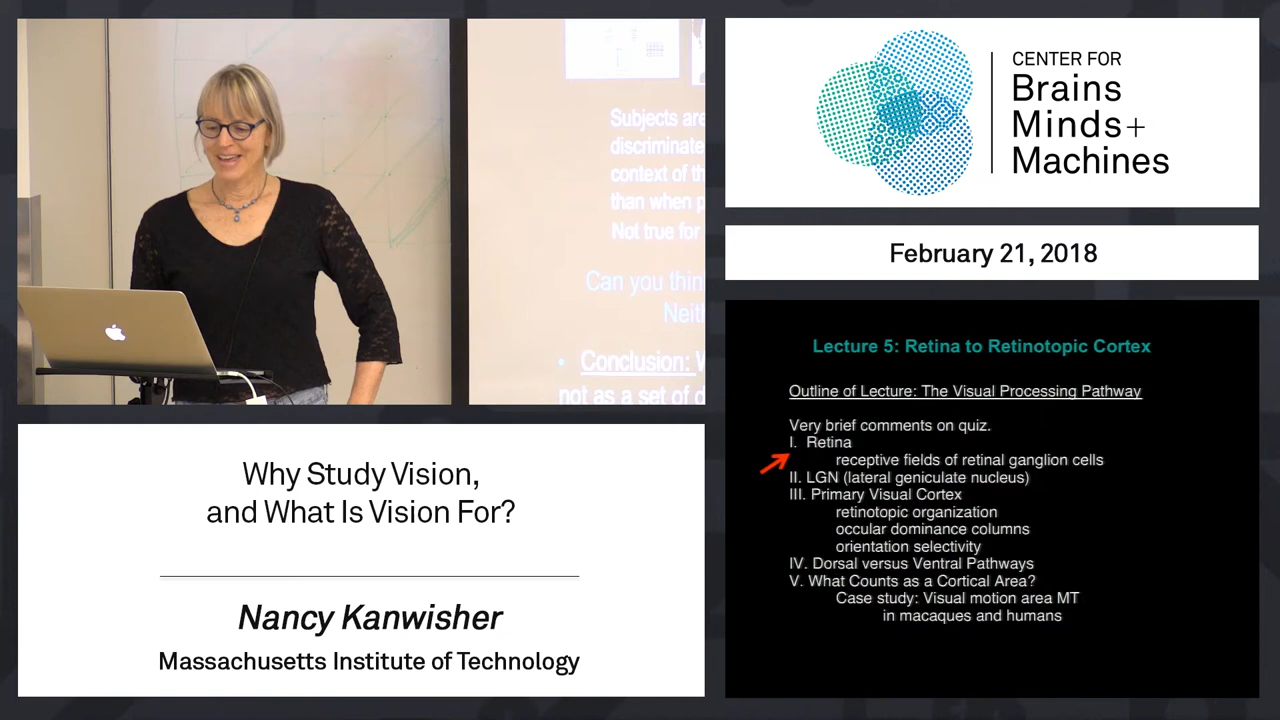 Subjects are
discriminate
context of th
than when p
Not true for
Can you thin
Neith
• Conclusion: W
not as a set of d
CENTER FOR
Brains
Minds+
Machines
February 21, 2018
Why Study Vision,
and What Is Vision For?
Nancy Kanwisher
Massachusetts Institute of Technology
Lecture 5: Retina to Retinotopic Cortex
Outline of Lecture: The Visual Processing Pathway
Very brief comments on quiz.
I. Retina
receptive fields of retinal ganglion cells
II. LGN (lateral geniculate nucleus)
III. Primary Visual Cortex
retinotopic organization
occular dominance columns
orientation selectivity
IV. Dorsal versus Ventral Pathways
V. What Counts as a Cortical Area?
Case study: Visual motion area MT
in macaques and humans